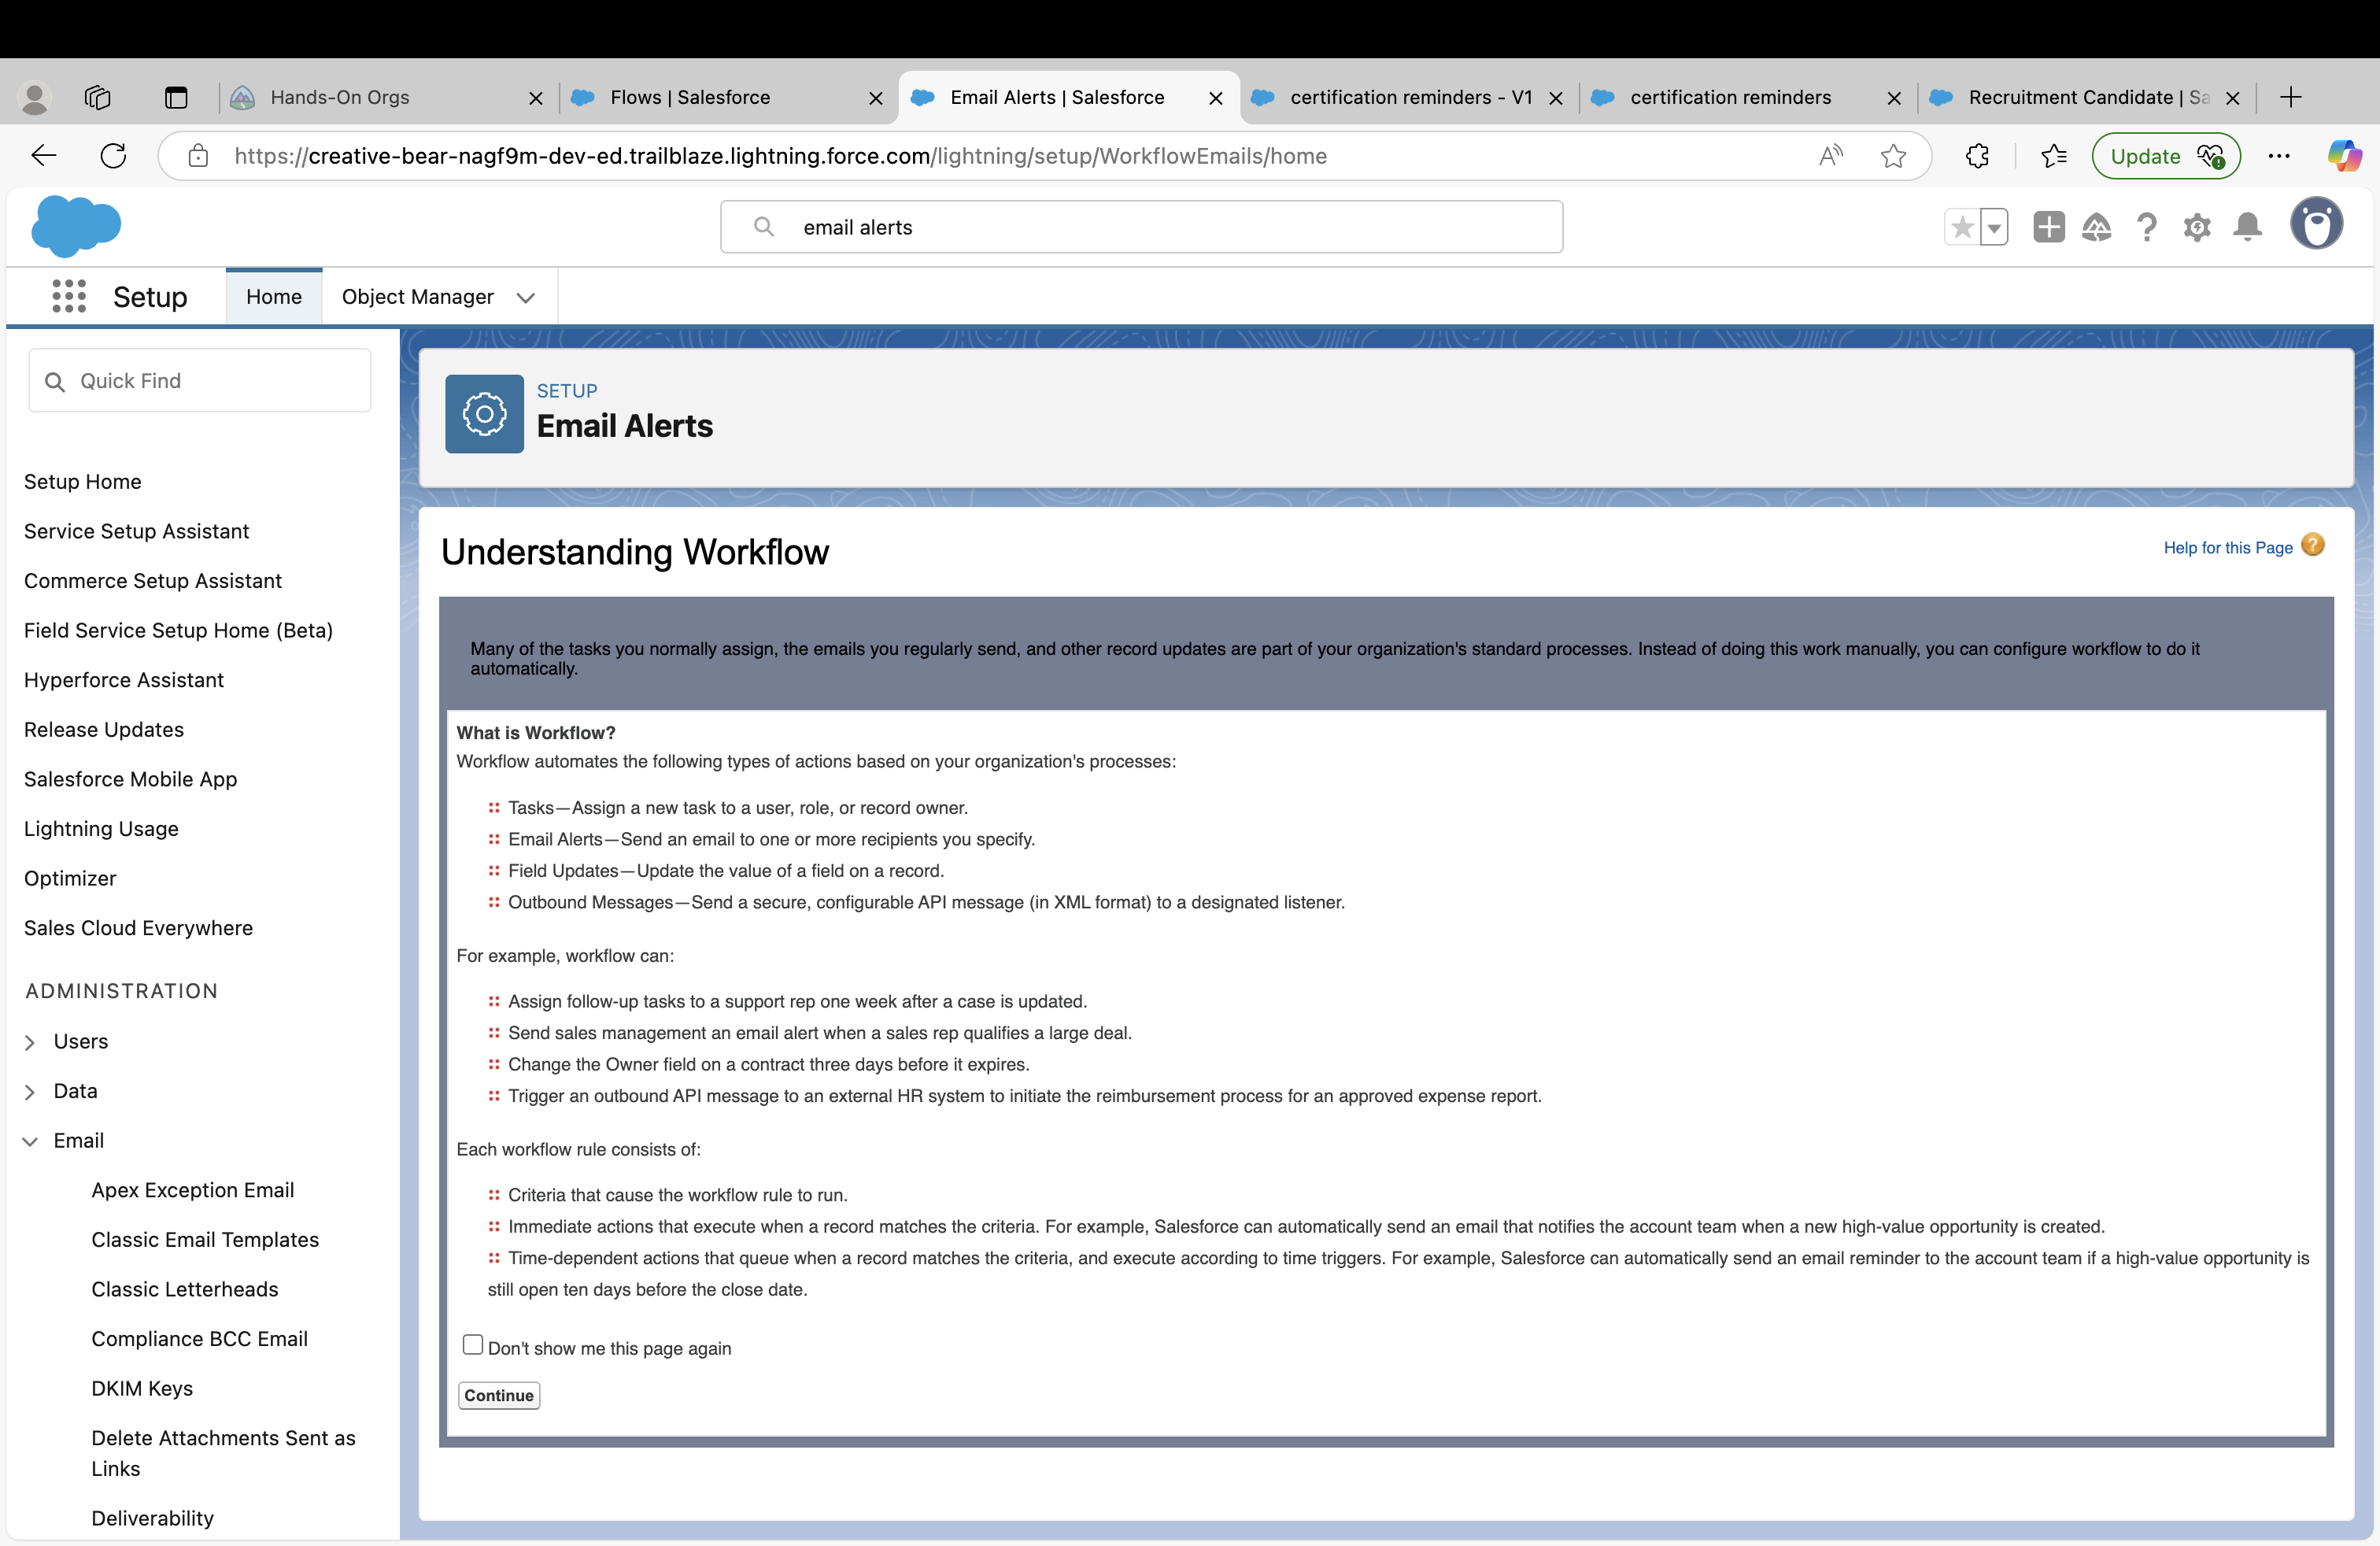 Hands-On Orgs
Flows | Salesforce
Email Alerts | Salesforce
certification reminders - V1
certification reminders
Recruitment Candidate | Sa
https://creative-bear-nagf9m-dev-ed.trailblaze.lightning.force.com/lightning/setup/WorkflowEmails/home
Update
email alerts
Setup
Home
Object Manager
Quick Find
Setup Home
Service Setup Assistant
Commerce Setup Assistant
Field Service Setup Home (Beta)
Hyperforce Assistant
Release Updates
Salesforce Mobile App
Lightning Usage
Optimizer
Sales Cloud Everywhere
ADMINISTRATION
Users
Data
Email
Apex Exception Email
Classic Email Templates
Classic Letterheads
Compliance BCC Email
DKIM Keys
Delete Attachments Sent as
Links
Deliverability
SETUP
Email Alerts
Understanding Workflow
Help for this Page
Many of the tasks you normally assign, the emails you regularly send, and other record updates are part of your organization's standard processes. Instead of doing this work manually, you can configure workflow to do it
automatically.
What is Workflow?
Workflow automates the following types of actions based on your organization's processes:
Tasks—Assign a new task to a user, role, or record owner.
Email Alerts—Send an email to one or more recipients you specify.
Field Updates—Update the value of a field on a record.
Outbound Messages—Send a secure, configurable API message (in XML format) to a designated listener.
For example, workflow can:
Assign follow-up tasks to a support rep one week after a case is updated.
Send sales management an email alert when a sales rep qualifies a large deal.
Change the Owner field on a contract three days before it expires.
Trigger an outbound API message to an external HR system to initiate the reimbursement process for an approved expense report.
Each workflow rule consists of:
Criteria that cause the workflow rule to run.
Immediate actions that execute when a record matches the criteria. For example, Salesforce can automatically send an email that notifies the account team when a new high-value opportunity is created.
Time-dependent actions that queue when a record matches the criteria, and execute according to time triggers. For example, Salesforce can automatically send an email reminder to the account team if a high-value opportunity is
still open ten days before the close date.
Don't show me this page again
Continue